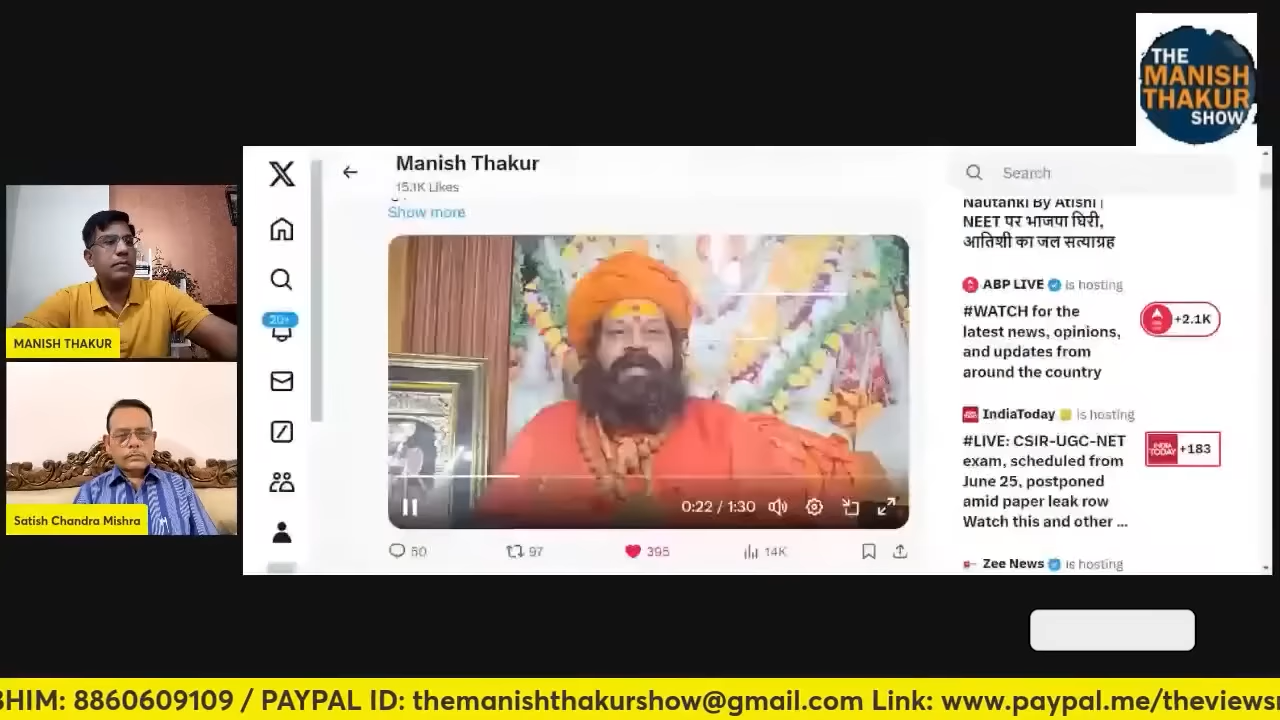 THE
MANISH
THAKUR
SHOW
MANISH THAKUR
Satish Chandra Mishra
20+
Manish Thakur
15.1K Likes
Show more
0:22 / 1:30
60
97
395
14K
Search
Nautanki By Atishi |
NEET पर भाजपा घिरी,
आतिशी का जल सत्याग्रह
ABP LIVE is hosting
#WATCH for the
latest news, opinions,
and updates from
around the country
+2.1K
IndiaToday is hosting
#LIVE: CSIR-UGC-NET
exam, scheduled from
June 25, postponed
amid paper leak row
Watch this and other ...
INDIA
TODAY
+183
Zee News is hosting
BHIM: 8860609109 / PAYPAL ID: themanishthakurshow@gmail.com Link: www.paypal.me/theviews